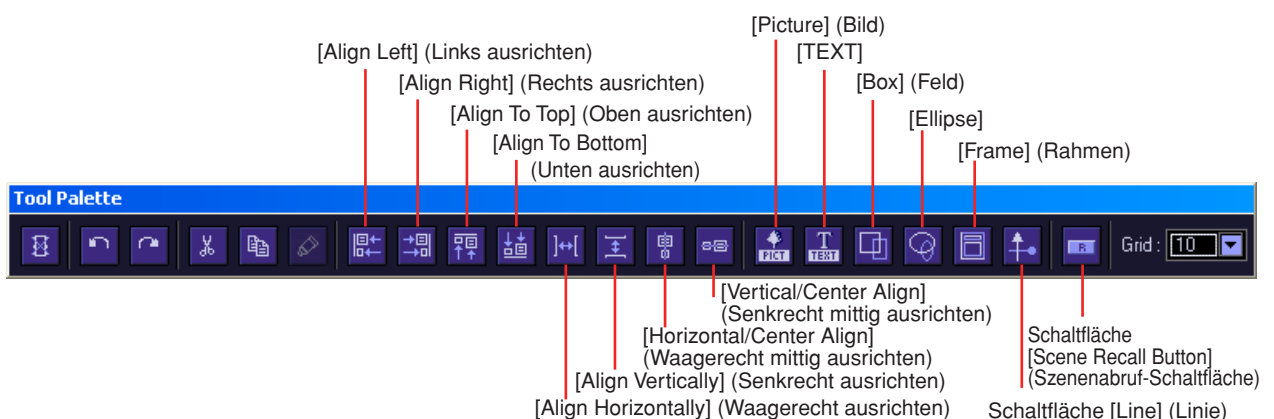 [Picture] (Bild)
[Align Left] (Links ausrichten)
[TEXT]
[Align Right] (Rechts ausrichten)
[Box] (Feld)
[Align To Top] (Oben ausrichten)
[Ellipse]
[Align To Bottom]
(Unten ausrichten)
[Frame] (Rahmen)
Tool Palette
PICT
T
TEXT
R
Grid :
10
[Vertical/Center Align]
(Senkrecht mittig ausrichten)
[Horizontal/Center Align]
(Waagerecht mittig ausrichten)
[Align Vertically] (Senkrecht ausrichten)
[Align Horizontally] (Waagerecht ausrichten)
Schaltfläche
[Scene Recall Button]
(Szenenabruf-Schaltfläche)
Schaltfläche [Line] (Linie)